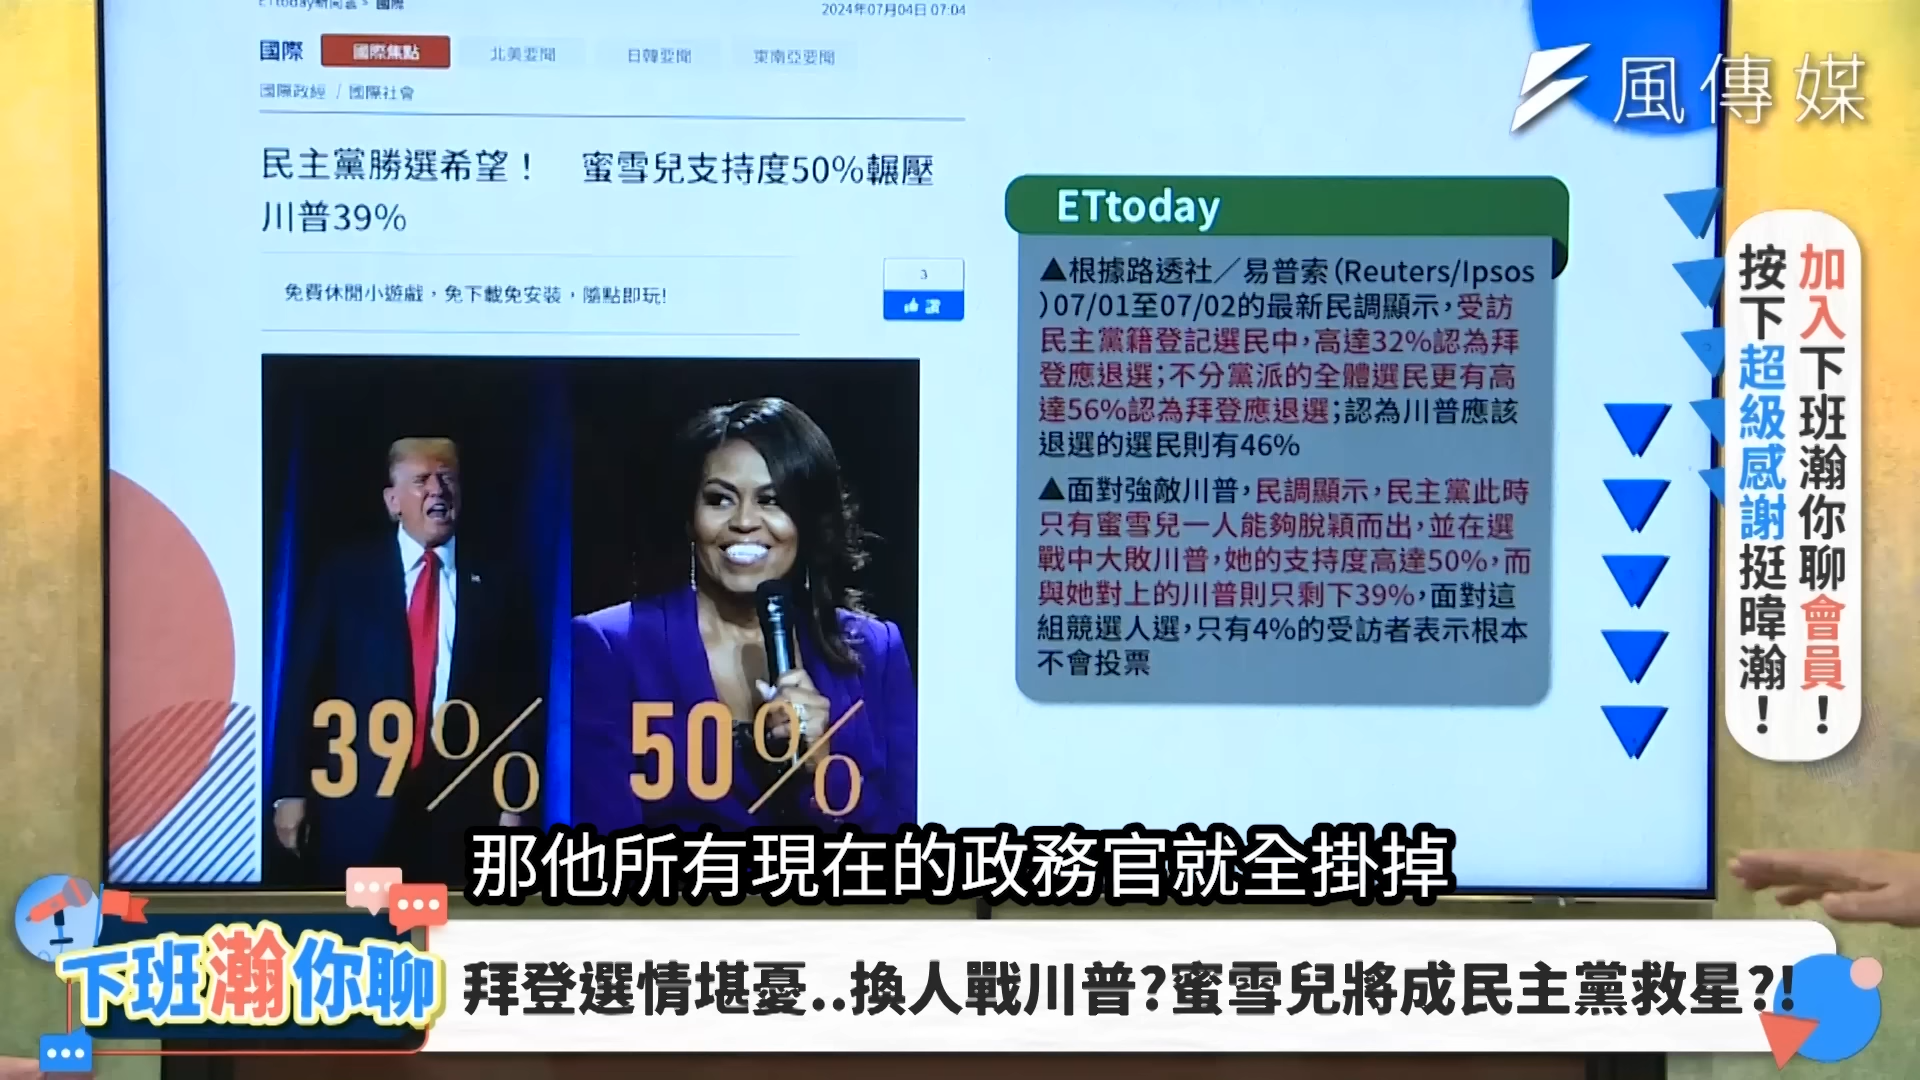 ETtoday新聞雲 > 國際
2024年07月04日 07:04
國際 國際焦點 北美要聞 日韓要聞 東南亞要聞
國際政經 / 國際社會
民主黨勝選希望! 蜜雪兒支持度50%輾壓
川普39%
免費休閒小遊戲,免下載免安裝,隨點即玩!
3
讚
39%
50%
風傳媒
ETtoday
▲根據路透社/易普索(Reuters/Ipsos
)07/01至07/02的最新民調顯示,受訪
民主黨籍登記選民中,高達32%認為拜
登應退選;不分黨派的全體選民更有高
達56%認為拜登應退選;認為川普應該
退選的選民則有46%
▲面對強敵川普,民調顯示,民主黨此時
只有蜜雪兒一人能夠脫穎而出,並在選
戰中大敗川普,她的支持度高達50%,而
與她對上的川普則只剩下39%,面對這
組競選人選,只有4%的受訪者表示根本
不會投票
加入下班瀚你聊會員!
按下超級感謝挺暐瀚!
那他所有現在的政務官就全掛掉
下班瀚你聊
拜登選情堪憂..換人戰川普?蜜雪兒將成民主黨救星?!